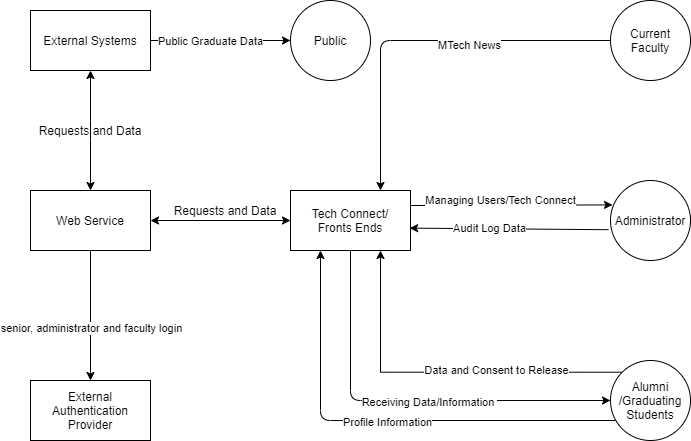 External Systems
Public Graduate Data
Public
MTech News
Current
Faculty
Requests and Data
Web Service
Requests and Data
Tech Connect/
Fronts Ends
Managing Users/Tech Connect
Audit Log Data
Administrator
senior, administrator and faculty login
External
Authentication
Provider
Data and Consent to Release
Receiving Data/Information
Profile Information
Alumni
/Graduating
Students